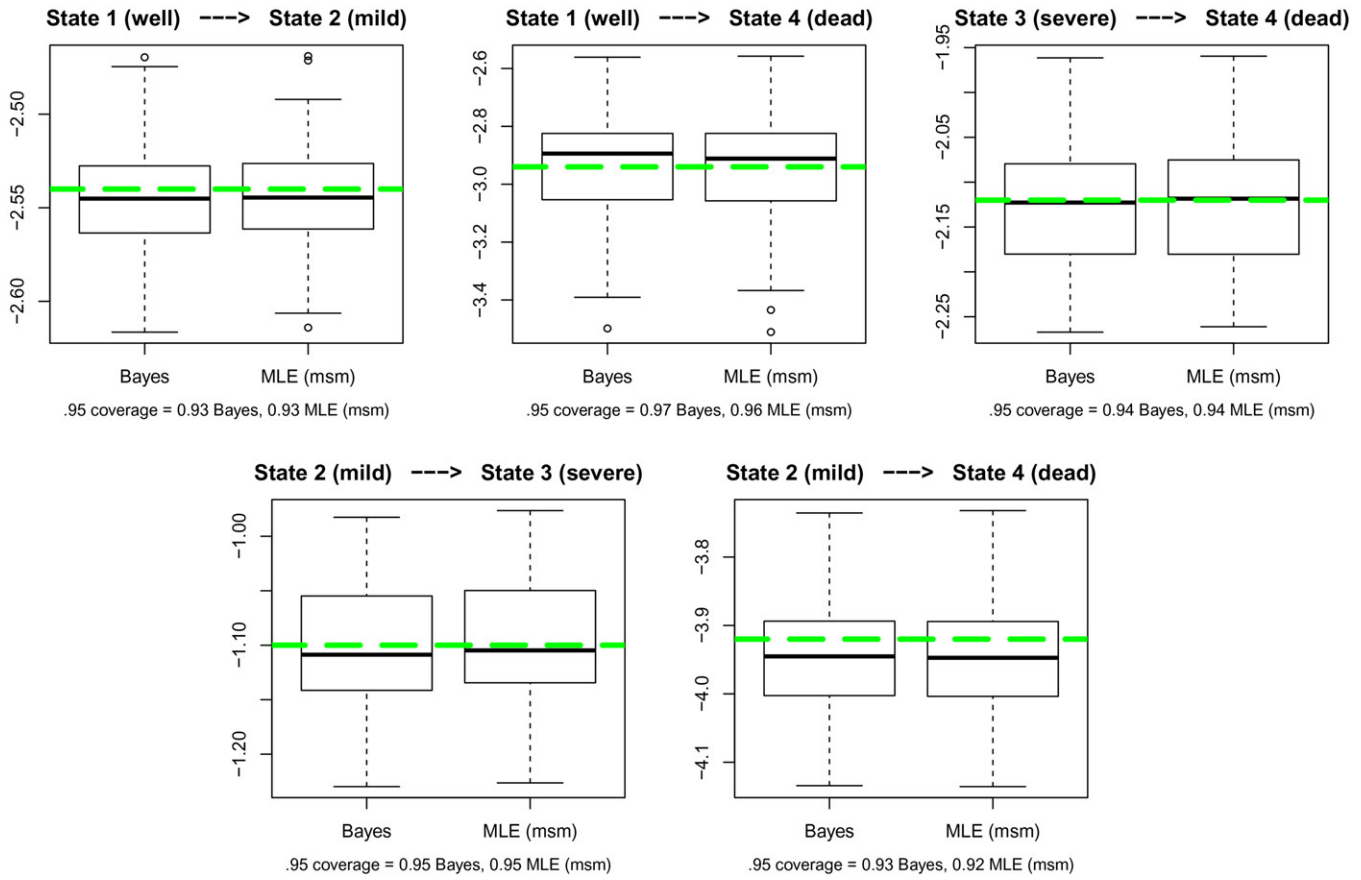 State 1 (well) −−−> State 2 (mild)
−2.50
−2.55
−2.60
Bayes MLE (msm)
.95 coverage = 0.93 Bayes, 0.93 MLE (msm)
State 1 (well) −−−> State 4 (dead)
−2.6
−2.8
−3.0
−3.2
−3.4
Bayes MLE (msm)
.95 coverage = 0.97 Bayes, 0.96 MLE (msm)
State 3 (severe) −−−> State 4 (dead)
−1.95
−2.05
−2.15
−2.25
Bayes MLE (msm)
.95 coverage = 0.94 Bayes, 0.94 MLE (msm)
State 2 (mild) −−−> State 3 (severe)
−1.00
−1.10
−1.20
Bayes MLE (msm)
.95 coverage = 0.95 Bayes, 0.95 MLE (msm)
State 2 (mild) −−−> State 4 (dead)
−3.8
−3.9
−4.0
−4.1
Bayes MLE (msm)
.95 coverage = 0.93 Bayes, 0.92 MLE (msm)